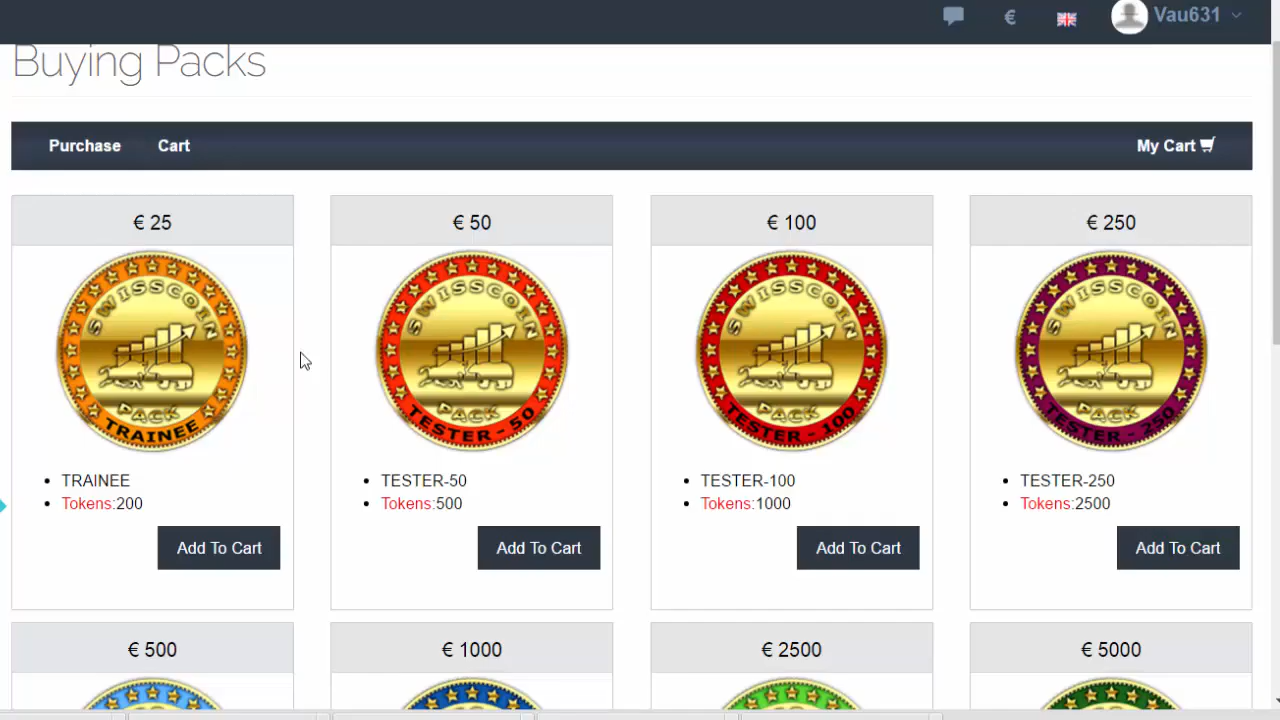 € Vau631
Buying Packs
Purchase Cart My Cart
€ 25
SWISSCOIN
PACK
TRAINEE
TRAINEE
Tokens:200
Add To Cart
€ 50
SWISSCOIN
PACK
TESTER - 50
TESTER-50
Tokens:500
Add To Cart
€ 100
SWISSCOIN
PACK
TESTER - 100
TESTER-100
Tokens:1000
Add To Cart
€ 250
SWISSCOIN
PACK
TESTER - 250
TESTER-250
Tokens:2500
Add To Cart
€ 500
€ 1000
€ 2500
€ 5000